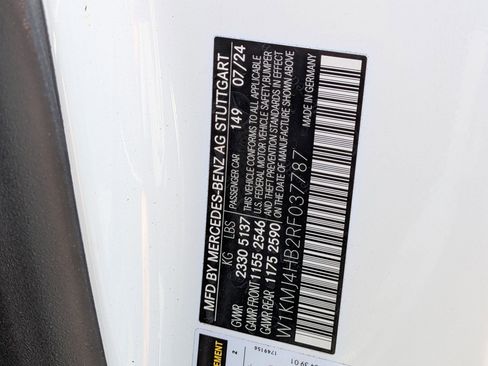 MFD BY MERCEDES-BENZ AG STUTTGART
PASSENGER CAR 149 07/24
KG LBS
GVWR 2330 5137
GAWR FRONT 1155 2546
GAWR REAR 1175 2590
THIS VEHICLE CONFORMS TO ALL APPLICABLE
U.S. FEDERAL MOTOR VEHICLE SAFETY, BUMPER
AND THEFT PREVENTION STANDARDS IN EFFECT
ON THE DATE OF MANUFACTURE SHOWN ABOVE
MADE IN GERMANY
W1KMJ4HB2RF037787
2
1749156